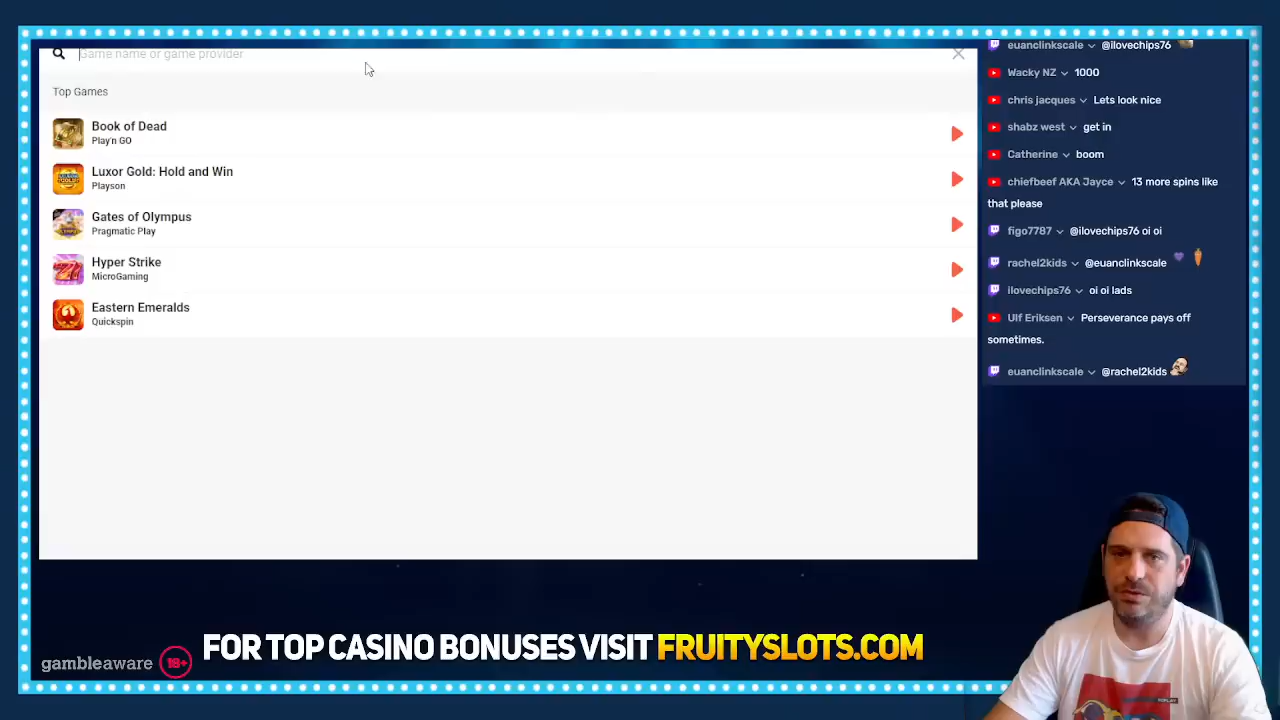 Game name or game provider
Top Games
Book of Dead
Play'n GO
Luxor Gold: Hold and Win
Playson
Gates of Olympus
Pragmatic Play
Hyper Strike
MicroGaming
Eastern Emeralds
Quickspin
euanclinkscale @ilovechips76
Wacky NZ 1000
chris jacques Lets look nice
shabz west get in
Catherine boom
chiefbeef AKA Jayce 13 more spins like
that please
figo7787 @ilovechips76 oi oi
rachel2kids @euanclinkscale
ilovechips76 oi oi lads
Ulf Eriksen Perseverance pays off
sometimes.
euanclinkscale @rachel2kids
gambleaware 18+
FOR TOP CASINO BONUSES VISIT FRUITYSLOTS.COM